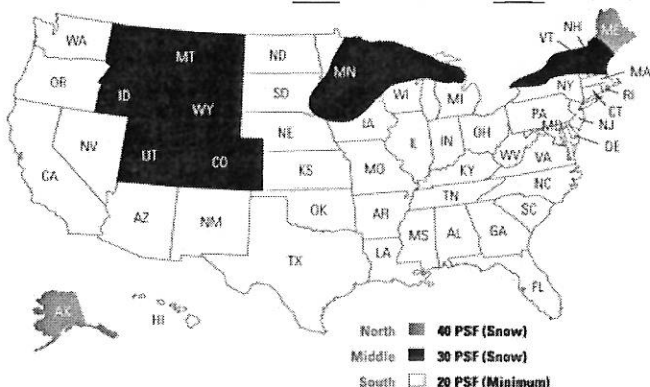 NH
ME
WA
MT
ND
VT
MN
OR
MA
ID
SD
WI
NY
WY
MI
RI
CT
IA
PA
NE
NJ
NV
OH
MD
IL
IN
DE
UT
CO
WV
VA
CA
KS
MO
KY
NC
TN
AZ
OK
AR
SC
NM
MS
AL
GA
LA
TX
FL
AK
HI
North 40 PSF (Snow)
Middle 30 PSF (Snow)
South 20 PSF (Minimum)